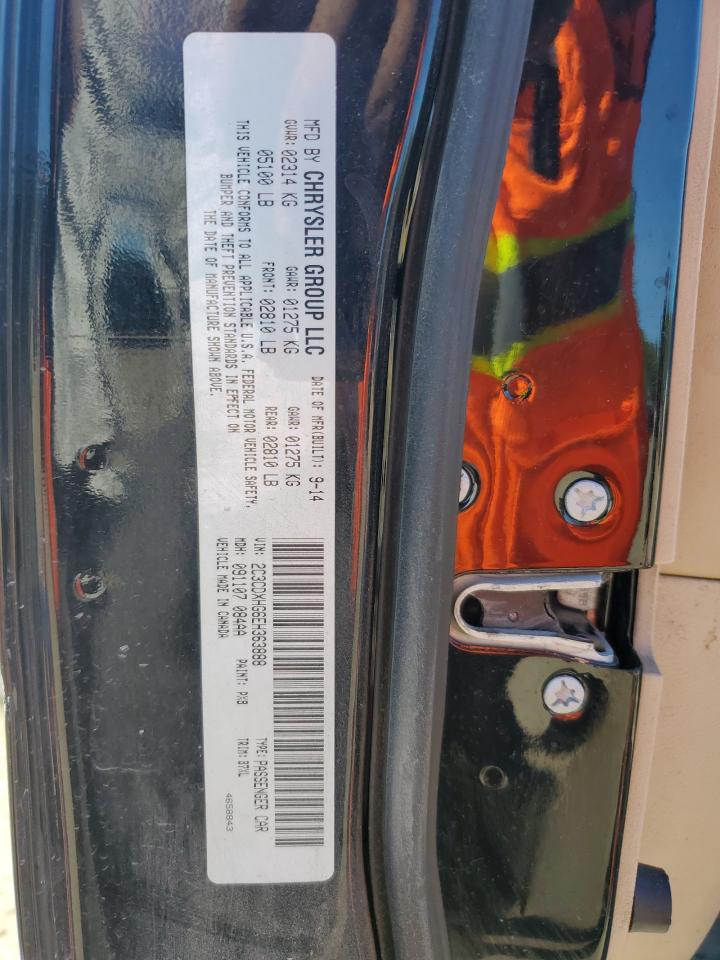 MFD BY CHRYSLER GROUP LLC DATE OF MFR(BUILT): 9-14
GVWR: 02314 KG GAWR: 01275 KG GAWR: 01275 KG
05100 LB FRONT: 02810 LB REAR: 02810 LB
THIS VEHICLE CONFORMS TO ALL APPLICABLE U.S.A. FEDERAL MOTOR VEHICLE SAFETY,
BUMPER AND THEFT PREVENTION STANDARDS IN EFFECT ON
THE DATE OF MANUFACTURE SHOWN ABOVE.
VIN: 2C3CDXHG6EH363888 TYPE: PASSENGER CAR
MDH: 091107 084AA PAINT: PX8 TRIM: B7XL
VEHICLE MADE IN CANADA 4658843